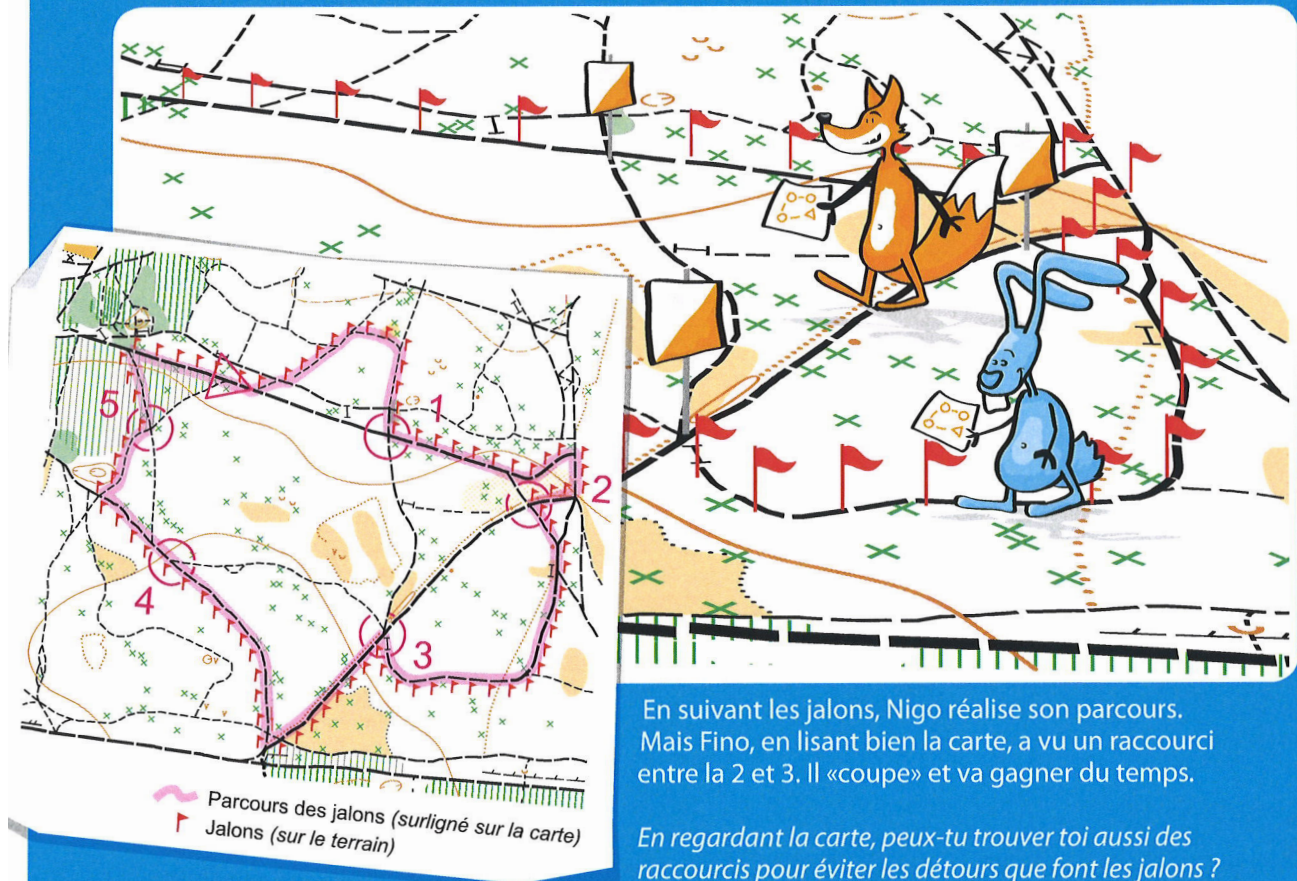 1
2
3
4
5
Parcours des jalons (surligné sur la carte)
Jalons (sur le terrain)
En suivant les jalons, Nigo réalise son parcours.
Mais Fino, en lisant bien la carte, a vu un raccourci
entre la 2 et 3. Il «coupe» et va gagner du temps.
En regardant la carte, peux-tu trouver toi aussi des
raccourcis pour éviter les détours que font les jalons ?